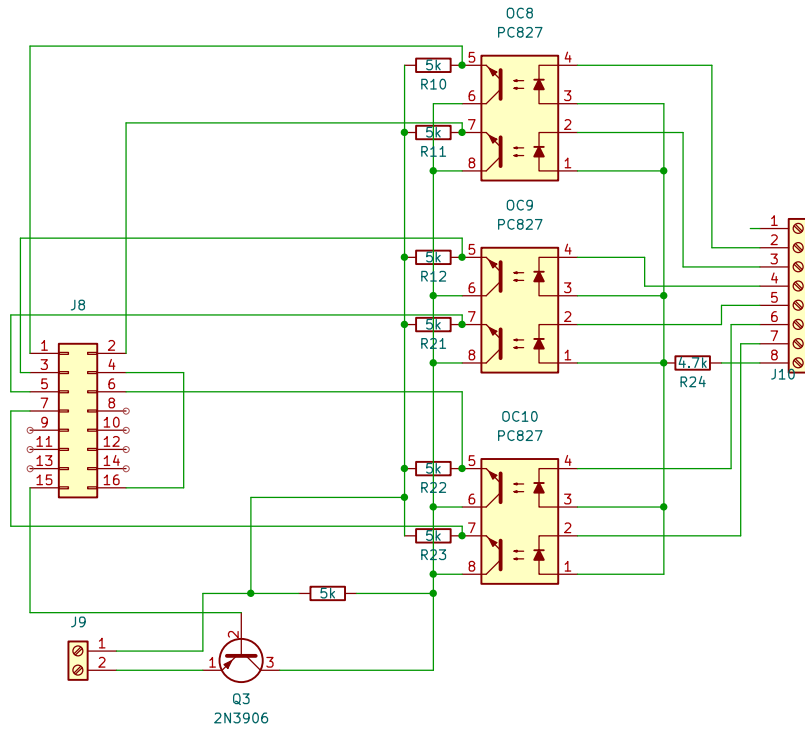 OC8
PC827
5 4
5k
R10
6 3
7 2
5k
R11
8 1
OC9
PC827
1
2
3
4
5
6
7
8
J10
5 4
5k
R12
6 3
7 2
5k
R21
8 1
4.7k
R24
J8
1 2
3 4
5 6
7 8
9 10
11 12
13 14
15 16
OC10
PC827
5 4
5k
R22
6 3
7 2
5k
R23
8 1
5k
J9
1
2
2
1 3
Q3
2N3906